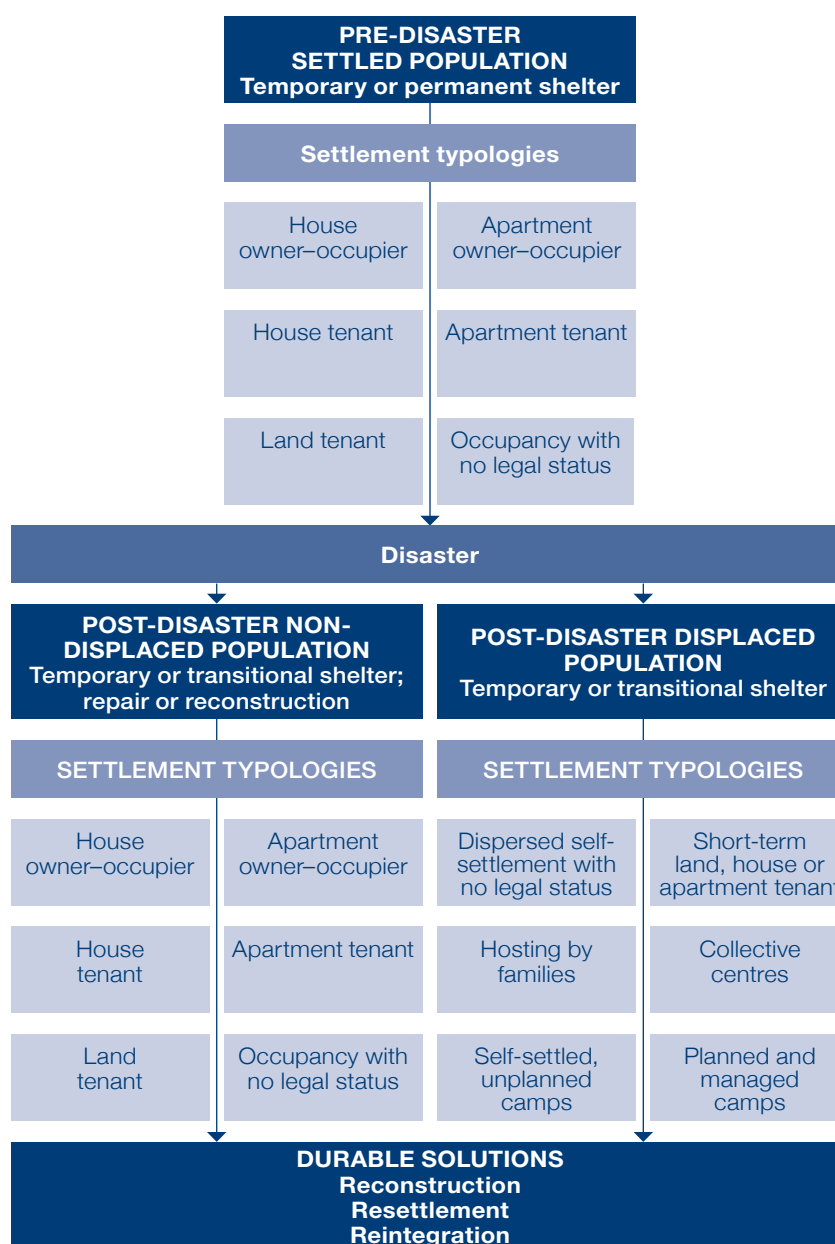 PRE-DISASTER
SETTLED POPULATION
Temporary or permanent shelter
Settlement typologies
House
owner–occupier
Apartment
owner–occupier
House tenant
Apartment tenant
Land tenant
Occupancy with
no legal status
Disaster
POST-DISASTER NON-
DISPLACED POPULATION
Temporary or transitional shelter;
repair or reconstruction
POST-DISASTER DISPLACED
POPULATION
Temporary or transitional shelter
SETTLEMENT TYPOLOGIES
SETTLEMENT TYPOLOGIES
House
owner–occupier
Apartment
owner–occupier
Dispersed self-
settlement with
no legal status
Short-term
land, house or
apartment tenant
House
tenant
Apartment tenant
Hosting by
families
Collective
centres
Land
tenant
Occupancy with
no legal status
Self-settled,
unplanned
camps
Planned and
managed
camps
DURABLE SOLUTIONS
Reconstruction
Resettlement
Reintegration